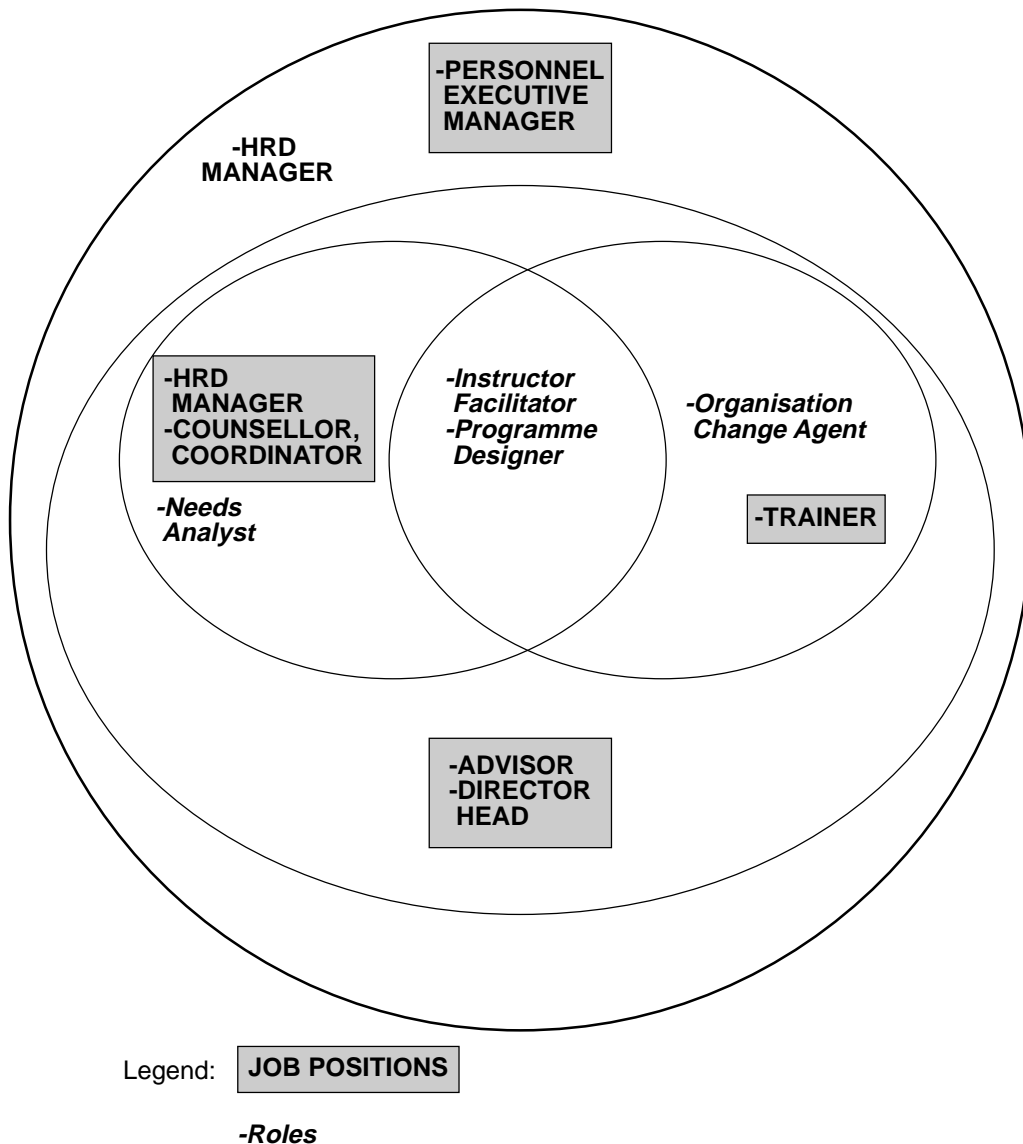 -PERSONNEL
EXECUTIVE
MANAGER
-HRD
MANAGER
-HRD
MANAGER
-COUNSELLOR,
COORDINATOR
-Needs
Analyst
-Instructor
Facilitator
-Programme
Designer
-Organisation
Change Agent
-TRAINER
-ADVISOR
-DIRECTOR
HEAD
Legend: JOB POSITIONS
-Roles